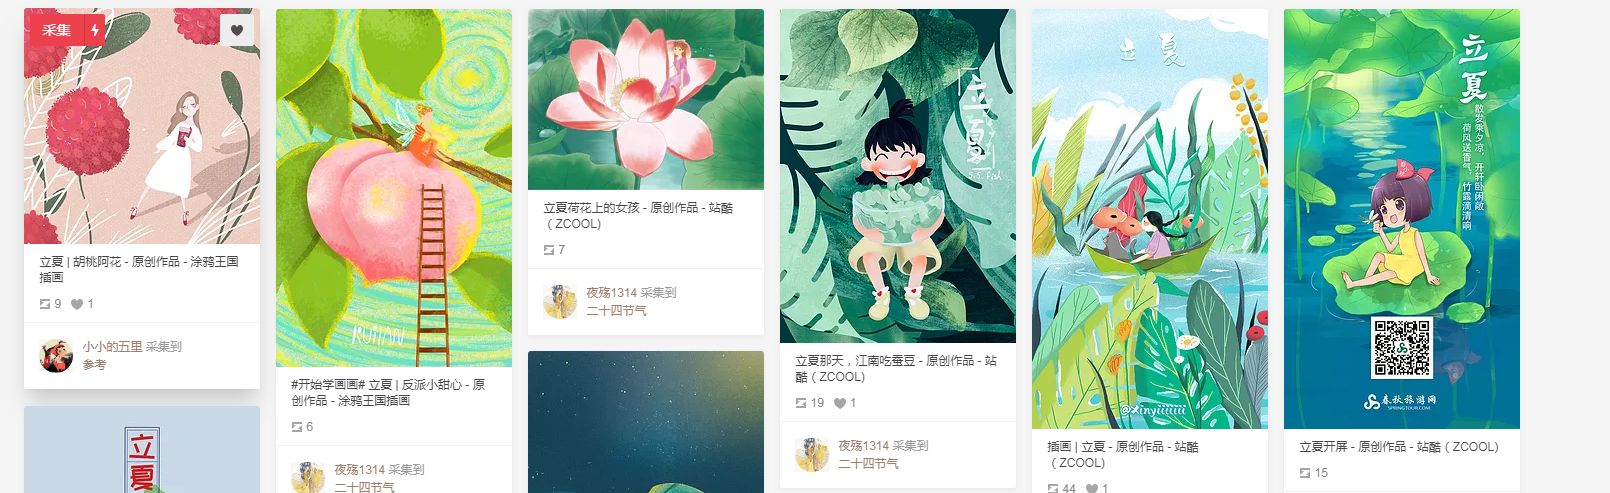 采集
立夏 | 胡桃阿花 - 原创作品 - 涂鸦王国
插画
9 1
小小的五里 采集到
参考
立
夏
RUHAN
#开始学画画# 立夏 | 反派小甜心 - 原
创作品 - 涂鸦王国插画
6
夜殇1314 采集到
二十四节气
立夏荷花上的女孩 - 原创作品 - 站酷
（ZCOOL)
7
夜殇1314 采集到
二十四节气
立
夏
立夏那天，江南吃蚕豆 - 原创作品 - 站
酷（ZCOOL)
19 1
夜殇1314 采集到
二十四节气
立夏
@Xinyiiiiiii
插画 | 立夏 - 原创作品 - 站酷
（ZCOOL)
44 1
立
夏
散发乘夕凉，开轩卧闲敞
荷风送香气，竹露滴清响
春秋旅游网
SPRINGTOUR.COM
立夏开屏 - 原创作品 - 站酷（ZCOOL)
15